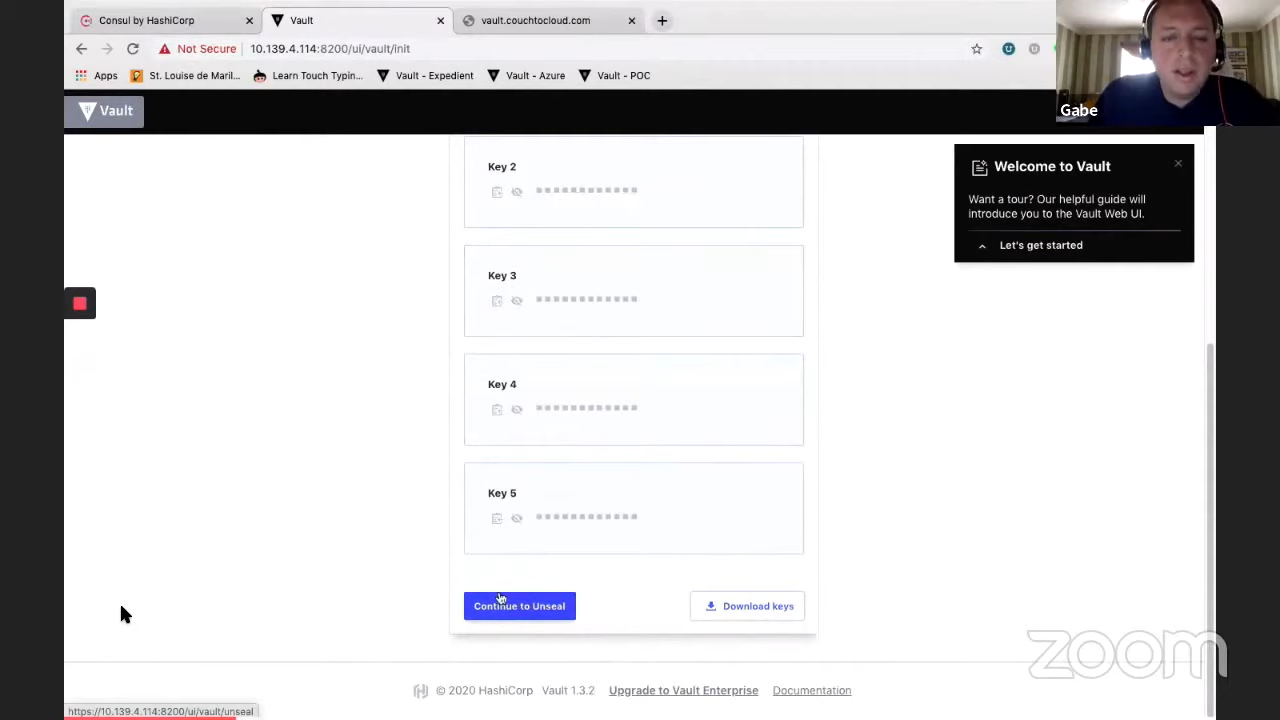 Consul by HashiCorp
Vault
vault.couchtocloud.com
Not Secure
10.139.4.114:8200/ui/vault/init
Apps
St. Louise de Maril...
Learn Touch Typin...
Vault - Expedient
Vault - Azure
Vault - POC
Gabe
Vault
Welcome to Vault
Want a tour? Our helpful guide will
introduce you to the Vault Web UI.
Let's get started
Key 2
Key 3
Key 4
Key 5
Continue to Unseal
Download keys
zoom
© 2020 HashiCorp
Vault 1.3.2
Upgrade to Vault Enterprise
Documentation
https://10.139.4.114:8200/ui/vault/unseal